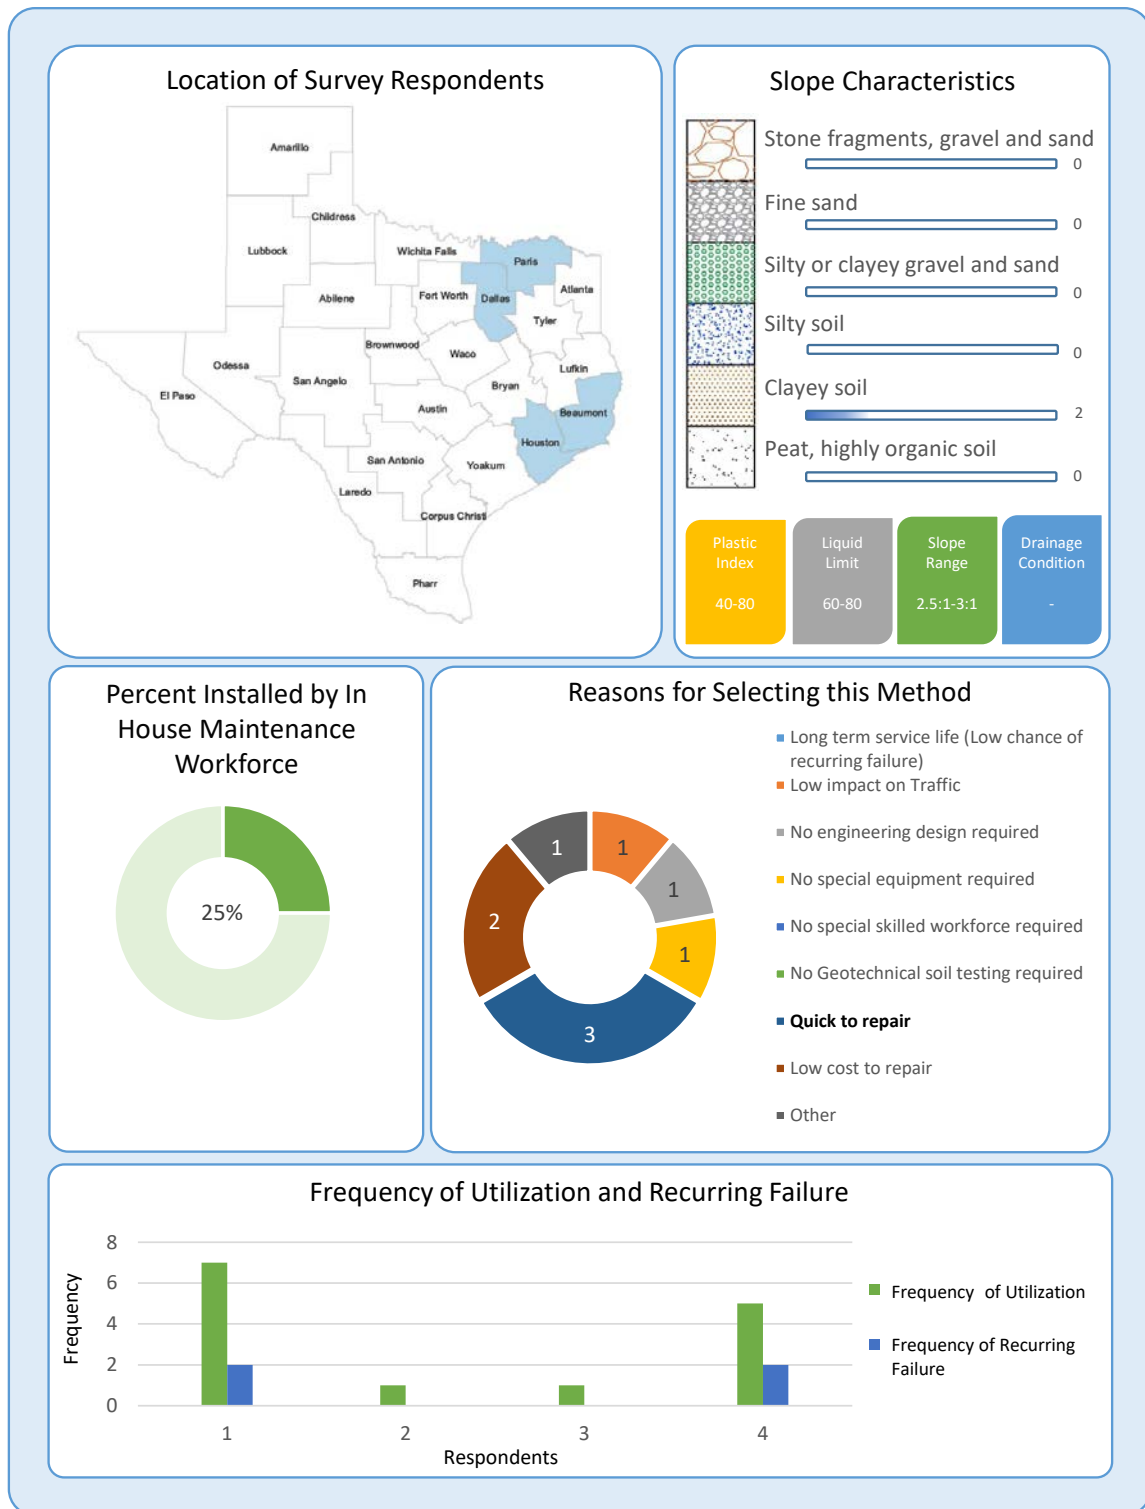 Location of Survey Respondents
Amarillo
Childress
Lubbock
Wichita Falls
Paris
Abilene
Fort Worth
Dallas
Atlanta
Tyler
Brownwood
Waco
Odessa
San Angelo
Lufkin
El Paso
Bryan
Austin
Beaumont
Houston
San Antonio
Yoakum
Laredo
Corpus Christi
Pharr
Slope Characteristics
Stone fragments, gravel and sand
0
Fine sand
0
Silty or clayey gravel and sand
0
Silty soil
0
Clayey soil
2
Peat, highly organic soil
0
Plastic
Index
40-80
Liquid
Limit
60-80
Slope
Range
2.5:1-3:1
Drainage
Condition
-
Percent Installed by In
House Maintenance
Workforce
25%
Reasons for Selecting this Method
1
1
1
3
2
1
Long term service life (Low chance of
recurring failure)
Low impact on Traffic
No engineering design required
No special equipment required
No special skilled workforce required
No Geotechnical soil testing required
Quick to repair
Low cost to repair
Other
Frequency of Utilization and Recurring Failure
Frequency
8
6
4
2
0
1
2
3
4
Respondents
Frequency of Utilization
Frequency of Recurring
Failure